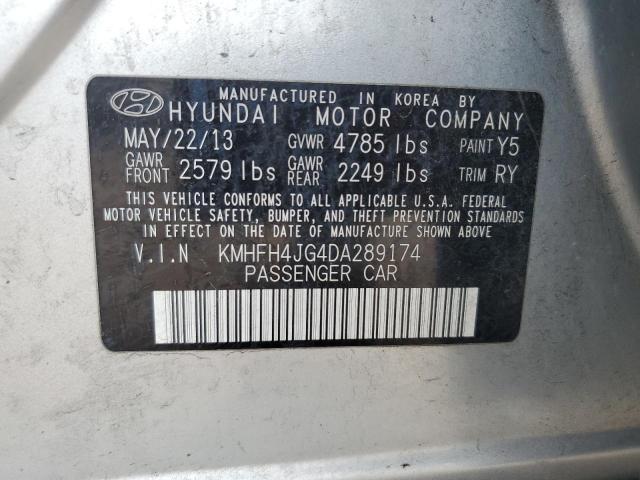 MANUFACTURED IN KOREA BY
HYUNDAI MOTOR COMPANY
MAY/22/13 GVWR 4785 lbs PAINT Y5
GAWR FRONT 2579 lbs GAWR REAR 2249 lbs TRIM RY
THIS VEHICLE CONFORMS TO ALL APPLICABLE U.S.A. FEDERAL
MOTOR VEHICLE SAFETY, BUMPER, AND THEFT PREVENTION STANDARDS
IN EFFECT ON THE DATE OF MANUFACTURE SHOWN ABOVE.
V.I.N KMHFH4JG4DA289174
PASSENGER CAR